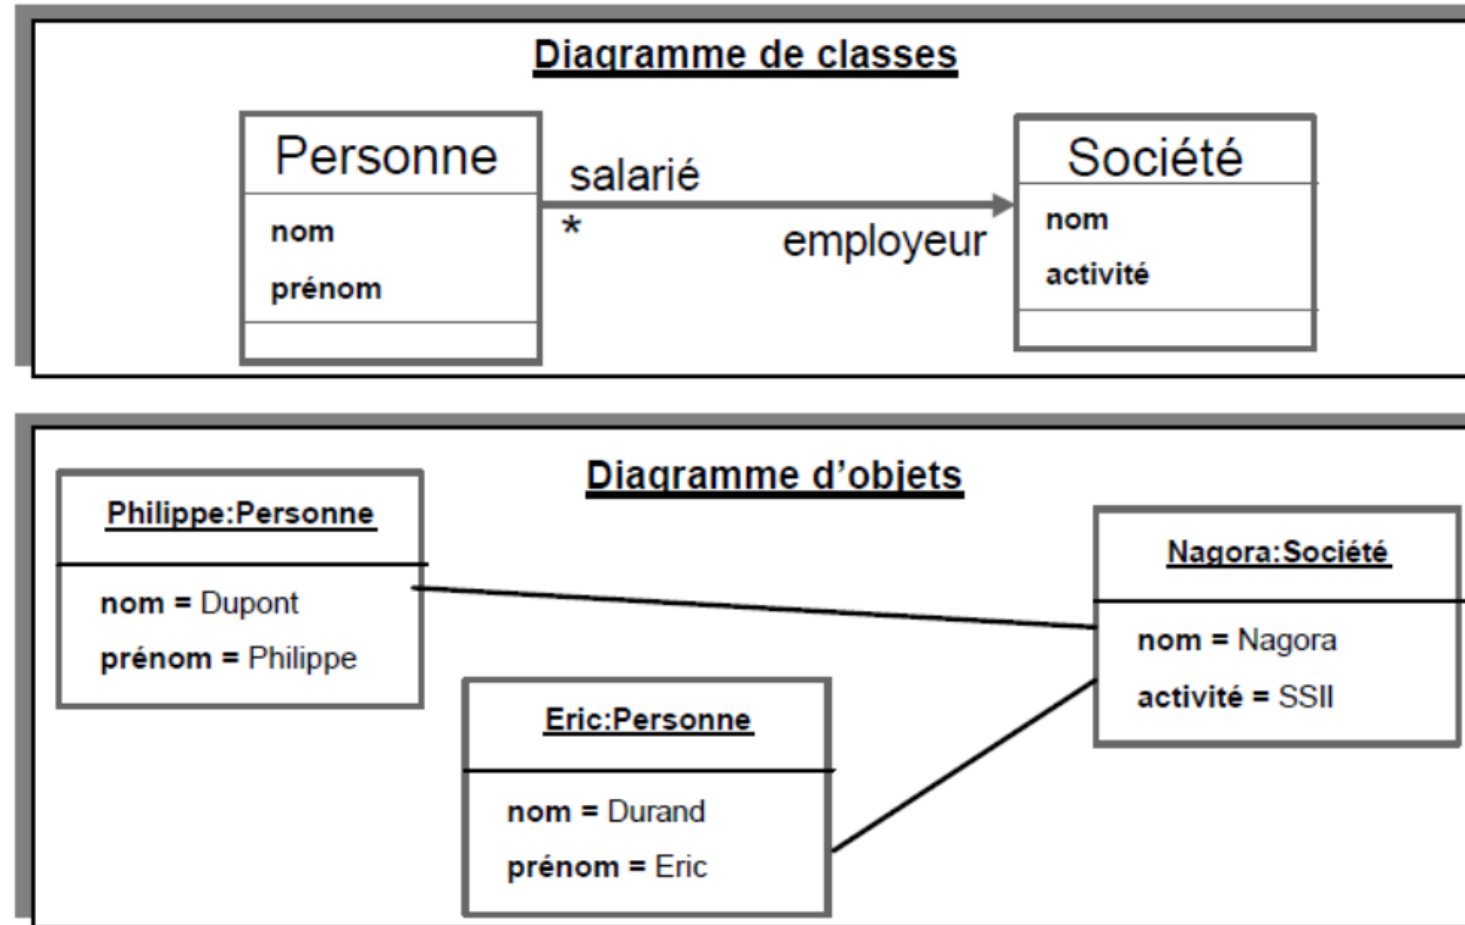 Diagramme de classes
Personne
nom
prénom
salarié
*
employeur
Société
nom
activité
Diagramme d'objets
Philippe:Personne
nom = Dupont
prénom = Philippe
Eric:Personne
nom = Durand
prénom = Eric
Nagora:Société
nom = Nagora
activité = SSII